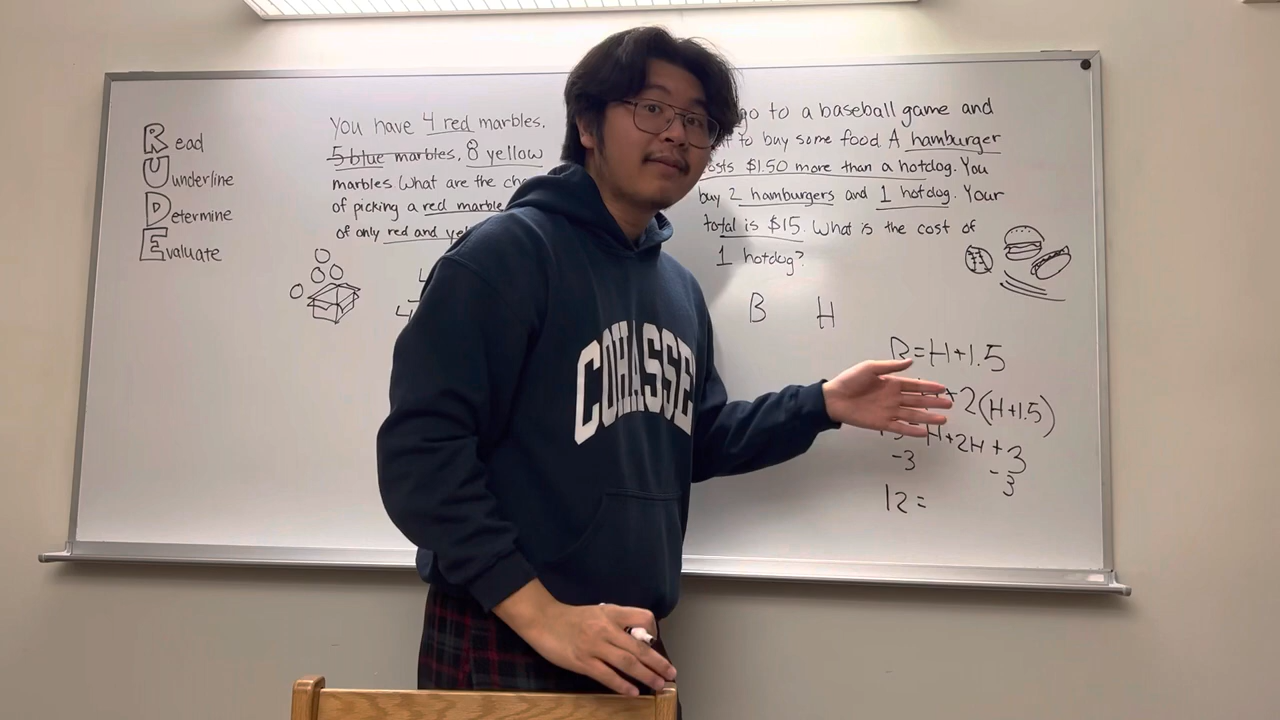 Read
Uunderline
Determine
Evaluate
You have 4 red marbles.
5 blue marbles, 8 yellow
marbles. What are the
of picking a red marble
of only red and
go to a baseball game and
to buy some food A hamburger
$1.50 more than a hotdog. You
buy 2 hamburgers and 1 hotdog. Your
total is $15. What is the cost of
1 hotdog?
B H
B=H+1.5
+2(H+1.5)
H+2H+3
-3 -3
12=
COHASSE